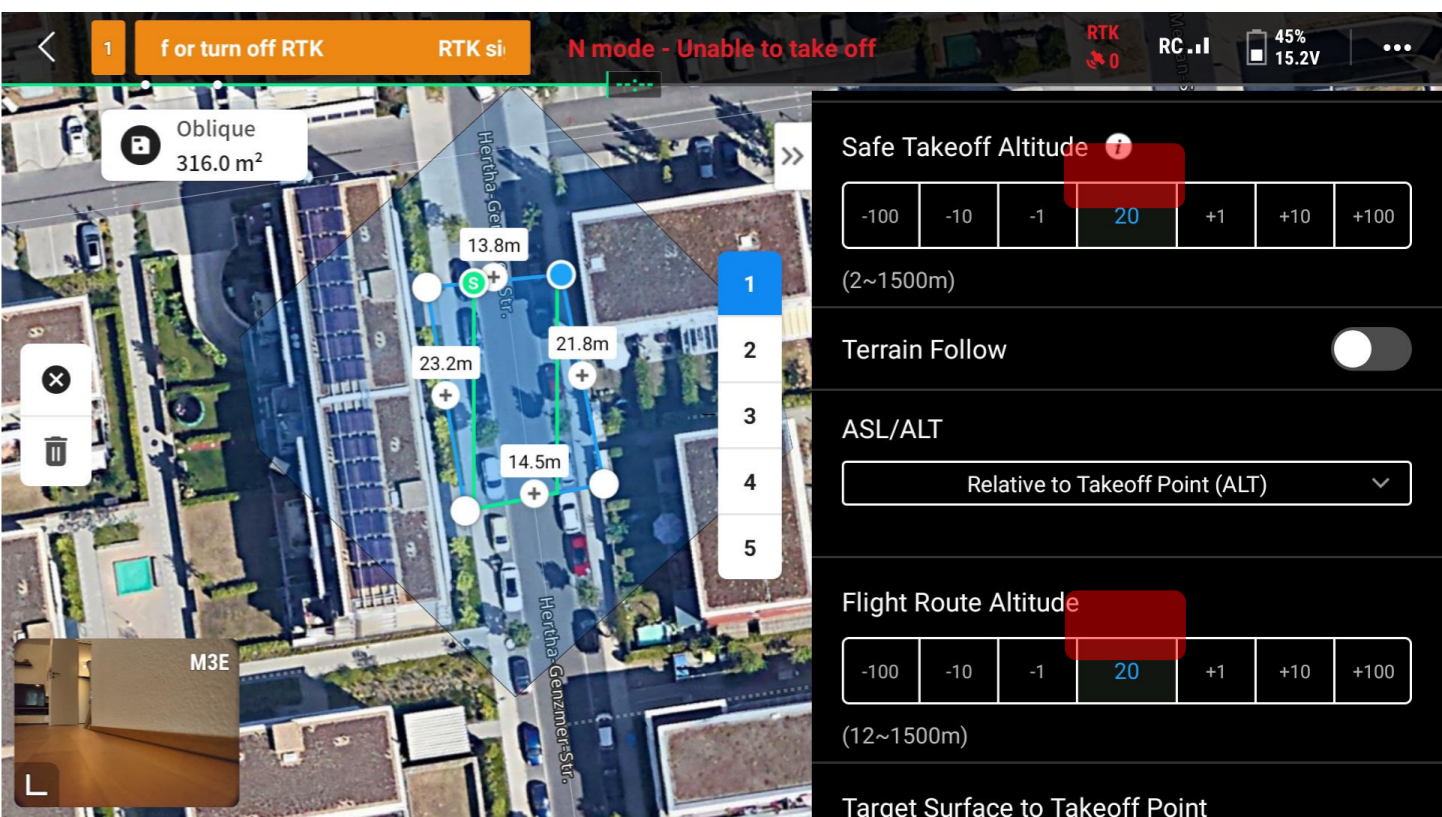 1
f or turn off RTK
RTK si
N mode - Unable to take off
RTK
0
RC
45%
15.2V
Oblique
316.0 m²
Hertha-Ge
Str.
13.8m
S
23.2m
21.8m
14.5m
Hertha-Genzmer-Str.
1
2
3
4
5
M3E
Safe Takeoff Altitude i
-100 -10 -1 20 +1 +10 +100
(2~1500m)
Terrain Follow
ASL/ALT
Relative to Takeoff Point (ALT)
Flight Route Altitude
-100 -10 -1 20 +1 +10 +100
(12~1500m)
Target Surface to Takeoff Point